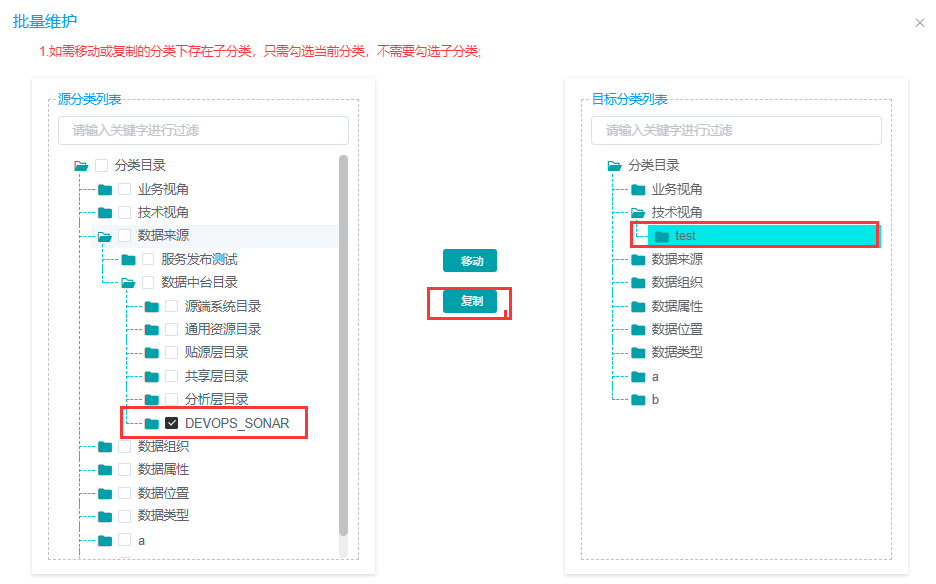 批量维护
1.如需移动或复制的分类下存在子分类，只需勾选当前分类，不需要勾选子分类;
源分类列表
请输入关键字进行过滤
分类目录
业务视角
技术视角
数据来源
服务发布测试
数据中台目录
源端系统目录
通用资源目录
贴源层目录
共享层目录
分析层目录
DEVOPS_SONAR
数据组织
数据属性
数据位置
数据类型
a
移动
复制
目标分类列表
请输入关键字进行过滤
分类目录
业务视角
技术视角
test
数据来源
数据组织
数据属性
数据位置
数据类型
a
b